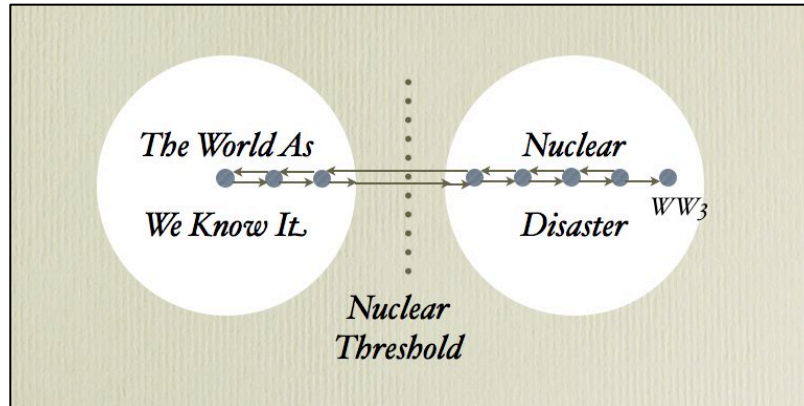 The World As
We Know It
Nuclear
Disaster
WW3
Nuclear
Threshold